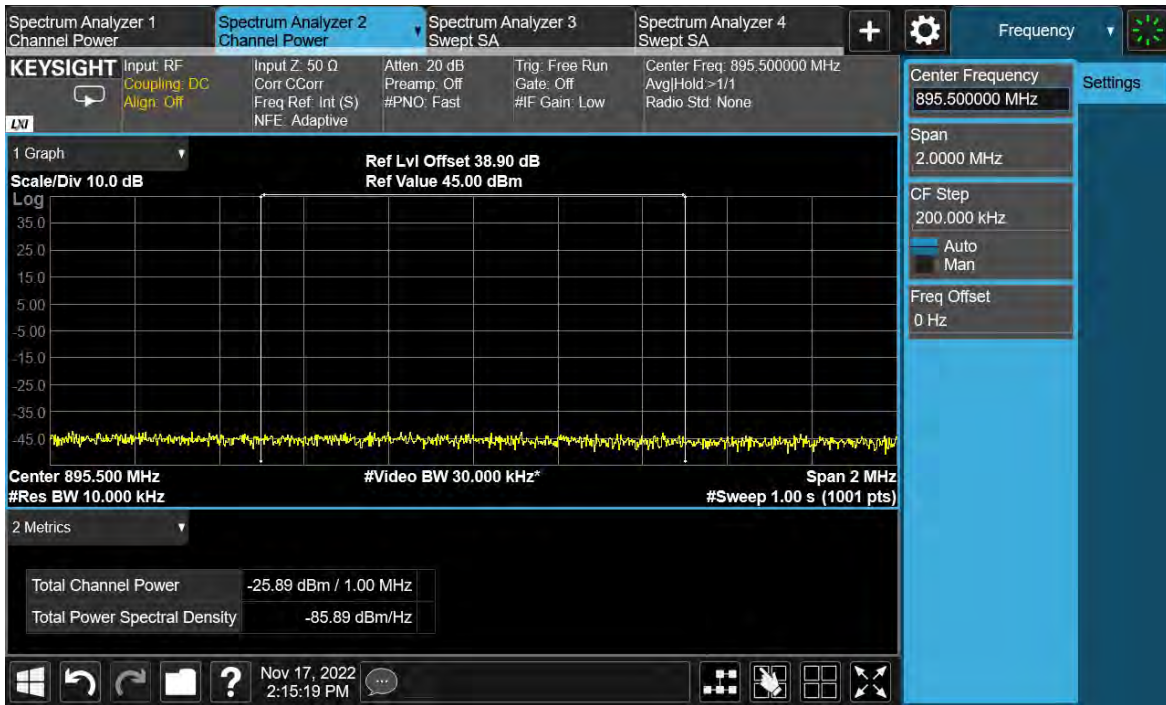 Spectrum Analyzer 1
Channel Power
Spectrum Analyzer 2
Channel Power
Spectrum Analyzer 3
Swept SA
Spectrum Analyzer 4
Swept SA
+
Frequency
KEYSIGHT
LXI
Input: RF
Coupling: DC
Align: Off
Input Z: 50 Ω
Corr CCorr
Freq Ref: Int (S)
NFE: Adaptive
Atten: 20 dB
Preamp: Off
#PNO: Fast
Trig: Free Run
Gate: Off
#IF Gain: Low
Center Freq: 895.500000 MHz
Avg|Hold:>1/1
Radio Std: None
Center Frequency
895.500000 MHz
Settings
Span
2.0000 MHz
CF Step
200.000 kHz
Auto
Man
Freq Offset
0 Hz
1 Graph
Scale/Div 10.0 dB
Ref Lvl Offset 38.90 dB
Ref Value 45.00 dBm
Log
35.0
25.0
15.0
5.00
-5.00
-15.0
-25.0
-35.0
-45.0
Center 895.500 MHz
#Video BW 30.000 kHz*
Span 2 MHz
#Res BW 10.000 kHz
#Sweep 1.00 s (1001 pts)
2 Metrics
Total Channel Power -25.89 dBm / 1.00 MHz
Total Power Spectral Density -85.89 dBm/Hz
?
Nov 17, 2022
2:15:19 PM